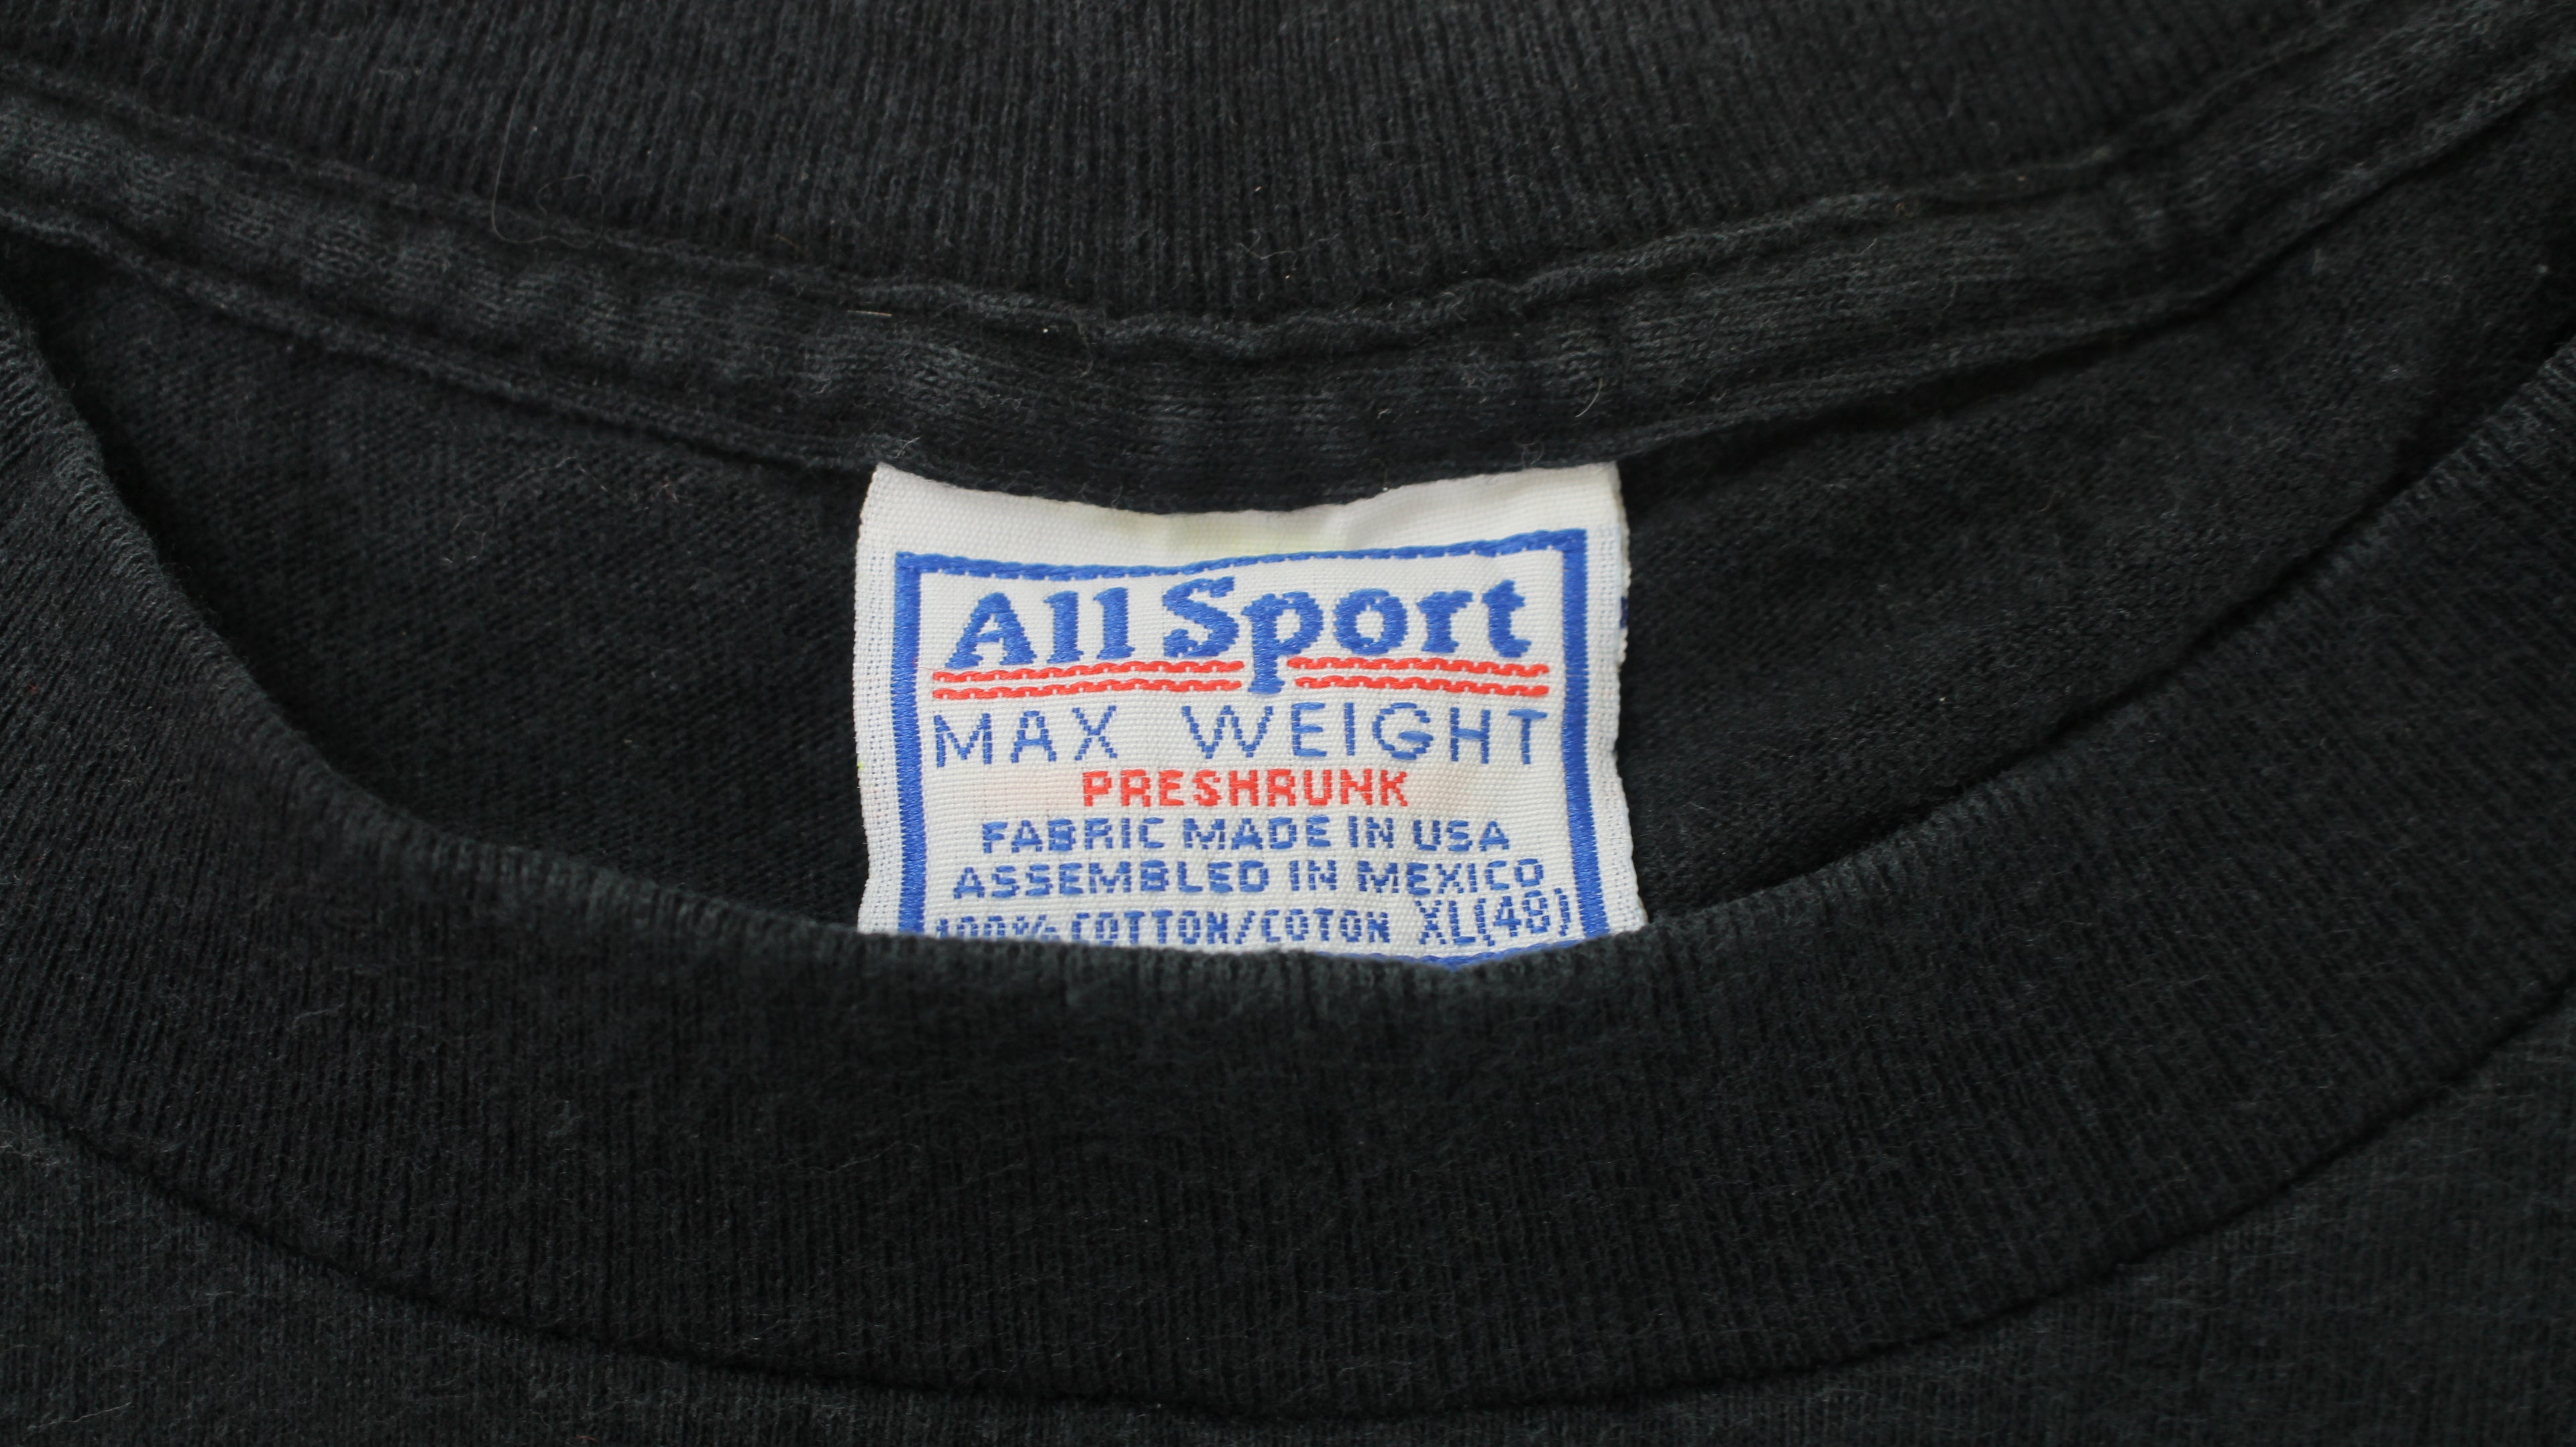 All Sport
MAX WEIGHT
PRESHRUNK
FABRIC MADE IN USA
ASSEMBLED IN MEXICO
100% COTTON/COTON XL(48)